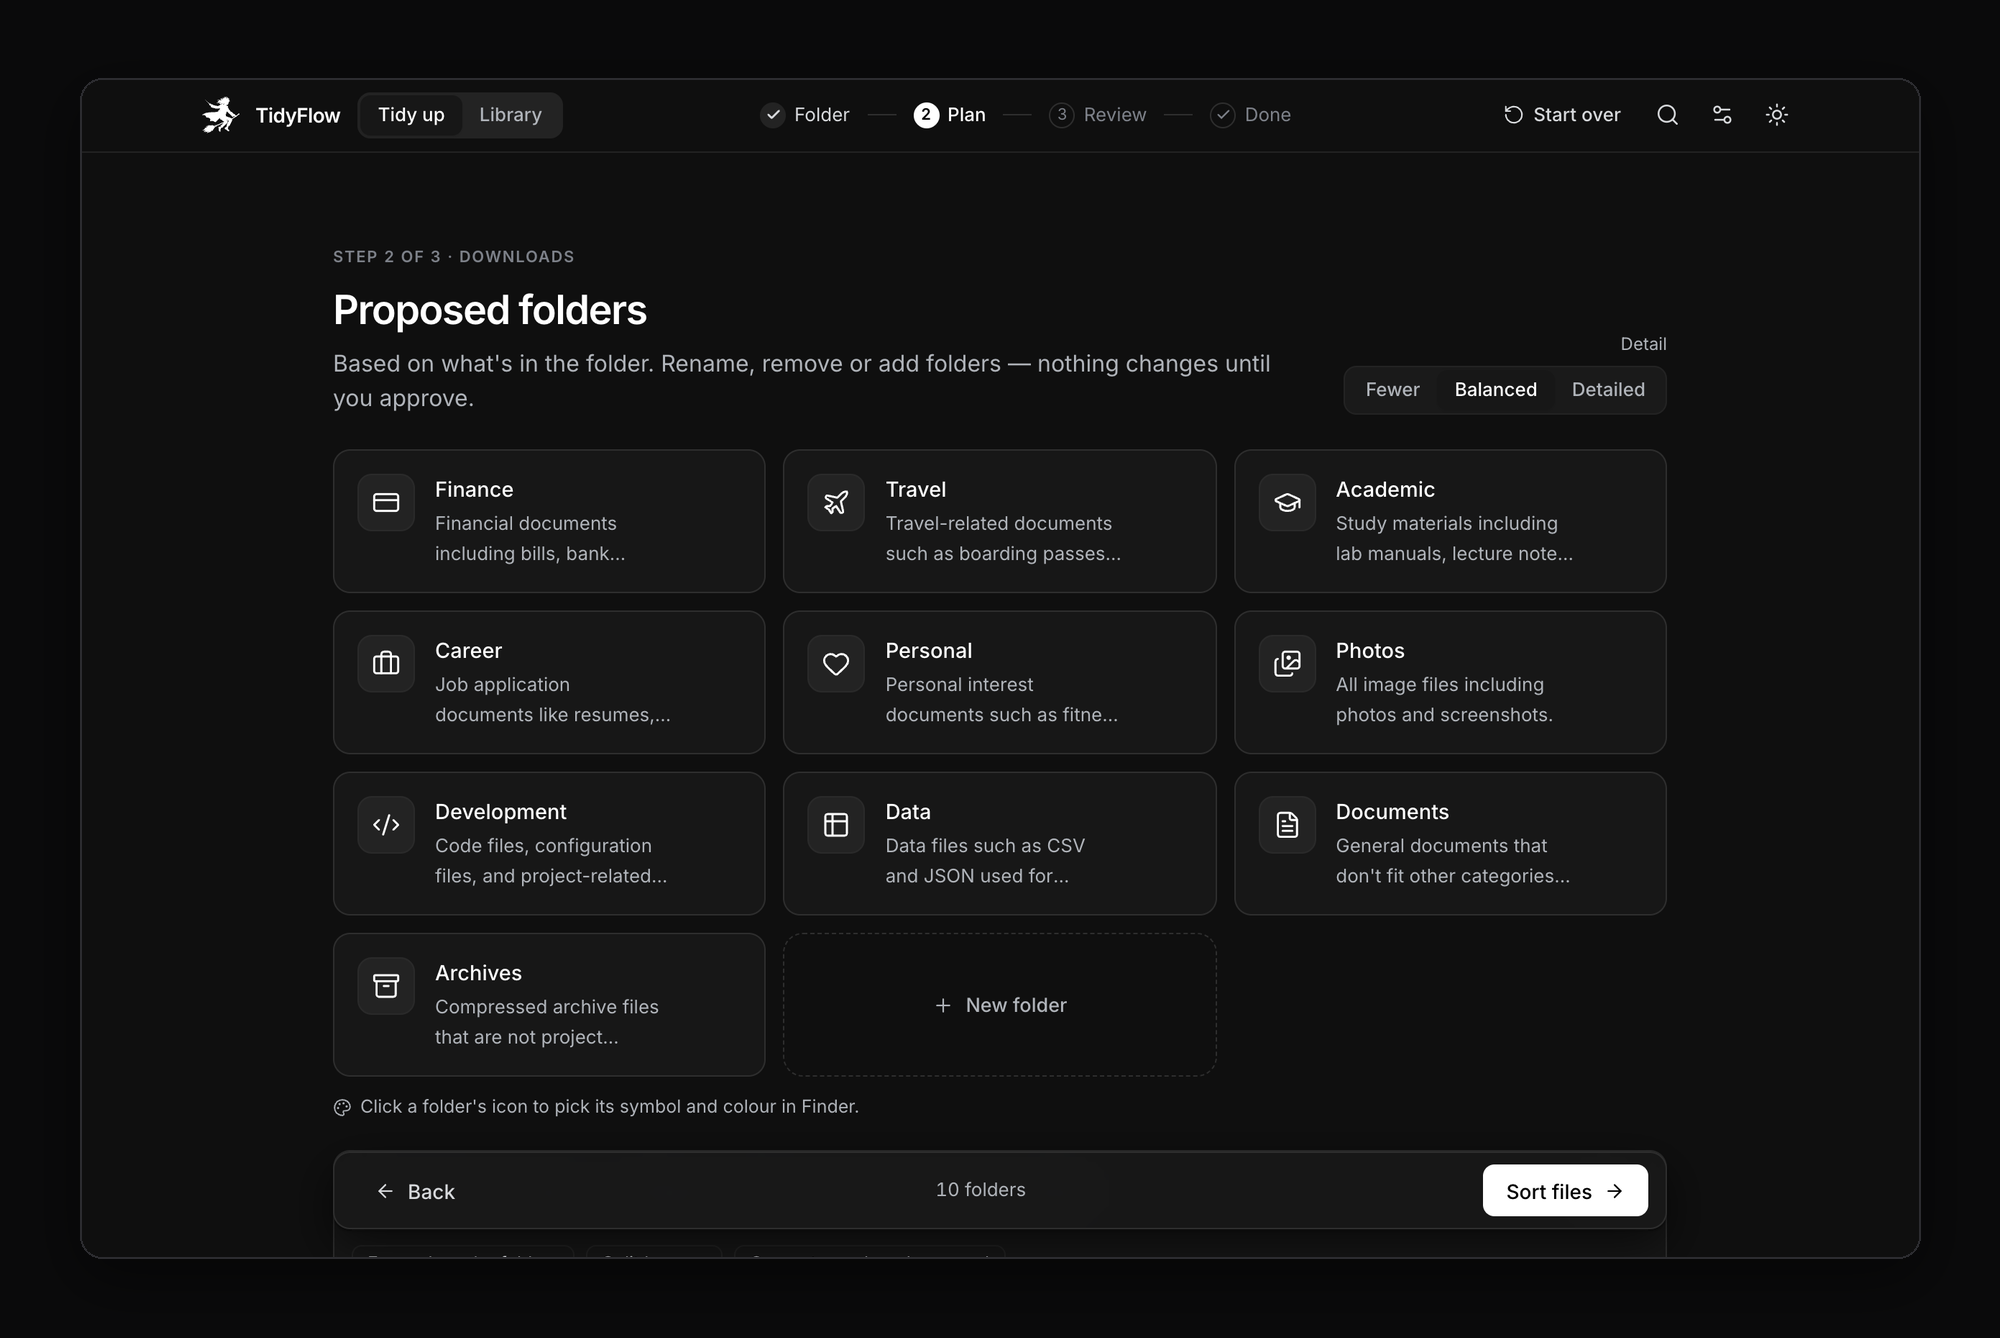 TidyFlow
Tidy up
Library
Folder
2 Plan
3 Review
Done
Start over
STEP 2 OF 3 · DOWNLOADS
Proposed folders
Based on what's in the folder. Rename, remove or add folders — nothing changes until
you approve.
Detail
Fewer
Balanced
Detailed
Finance
Financial documents
including bills, bank...
Travel
Travel-related documents
such as boarding passes...
Academic
Study materials including
lab manuals, lecture note...
Career
Job application
documents like resumes,...
Personal
Personal interest
documents such as fitne...
Photos
All image files including
photos and screenshots.
Development
Code files, configuration
files, and project-related...
Data
Data files such as CSV
and JSON used for...
Documents
General documents that
don't fit other categories...
Archives
Compressed archive files
that are not project...
New folder
Click a folder's icon to pick its symbol and colour in Finder.
Back
10 folders
Sort files